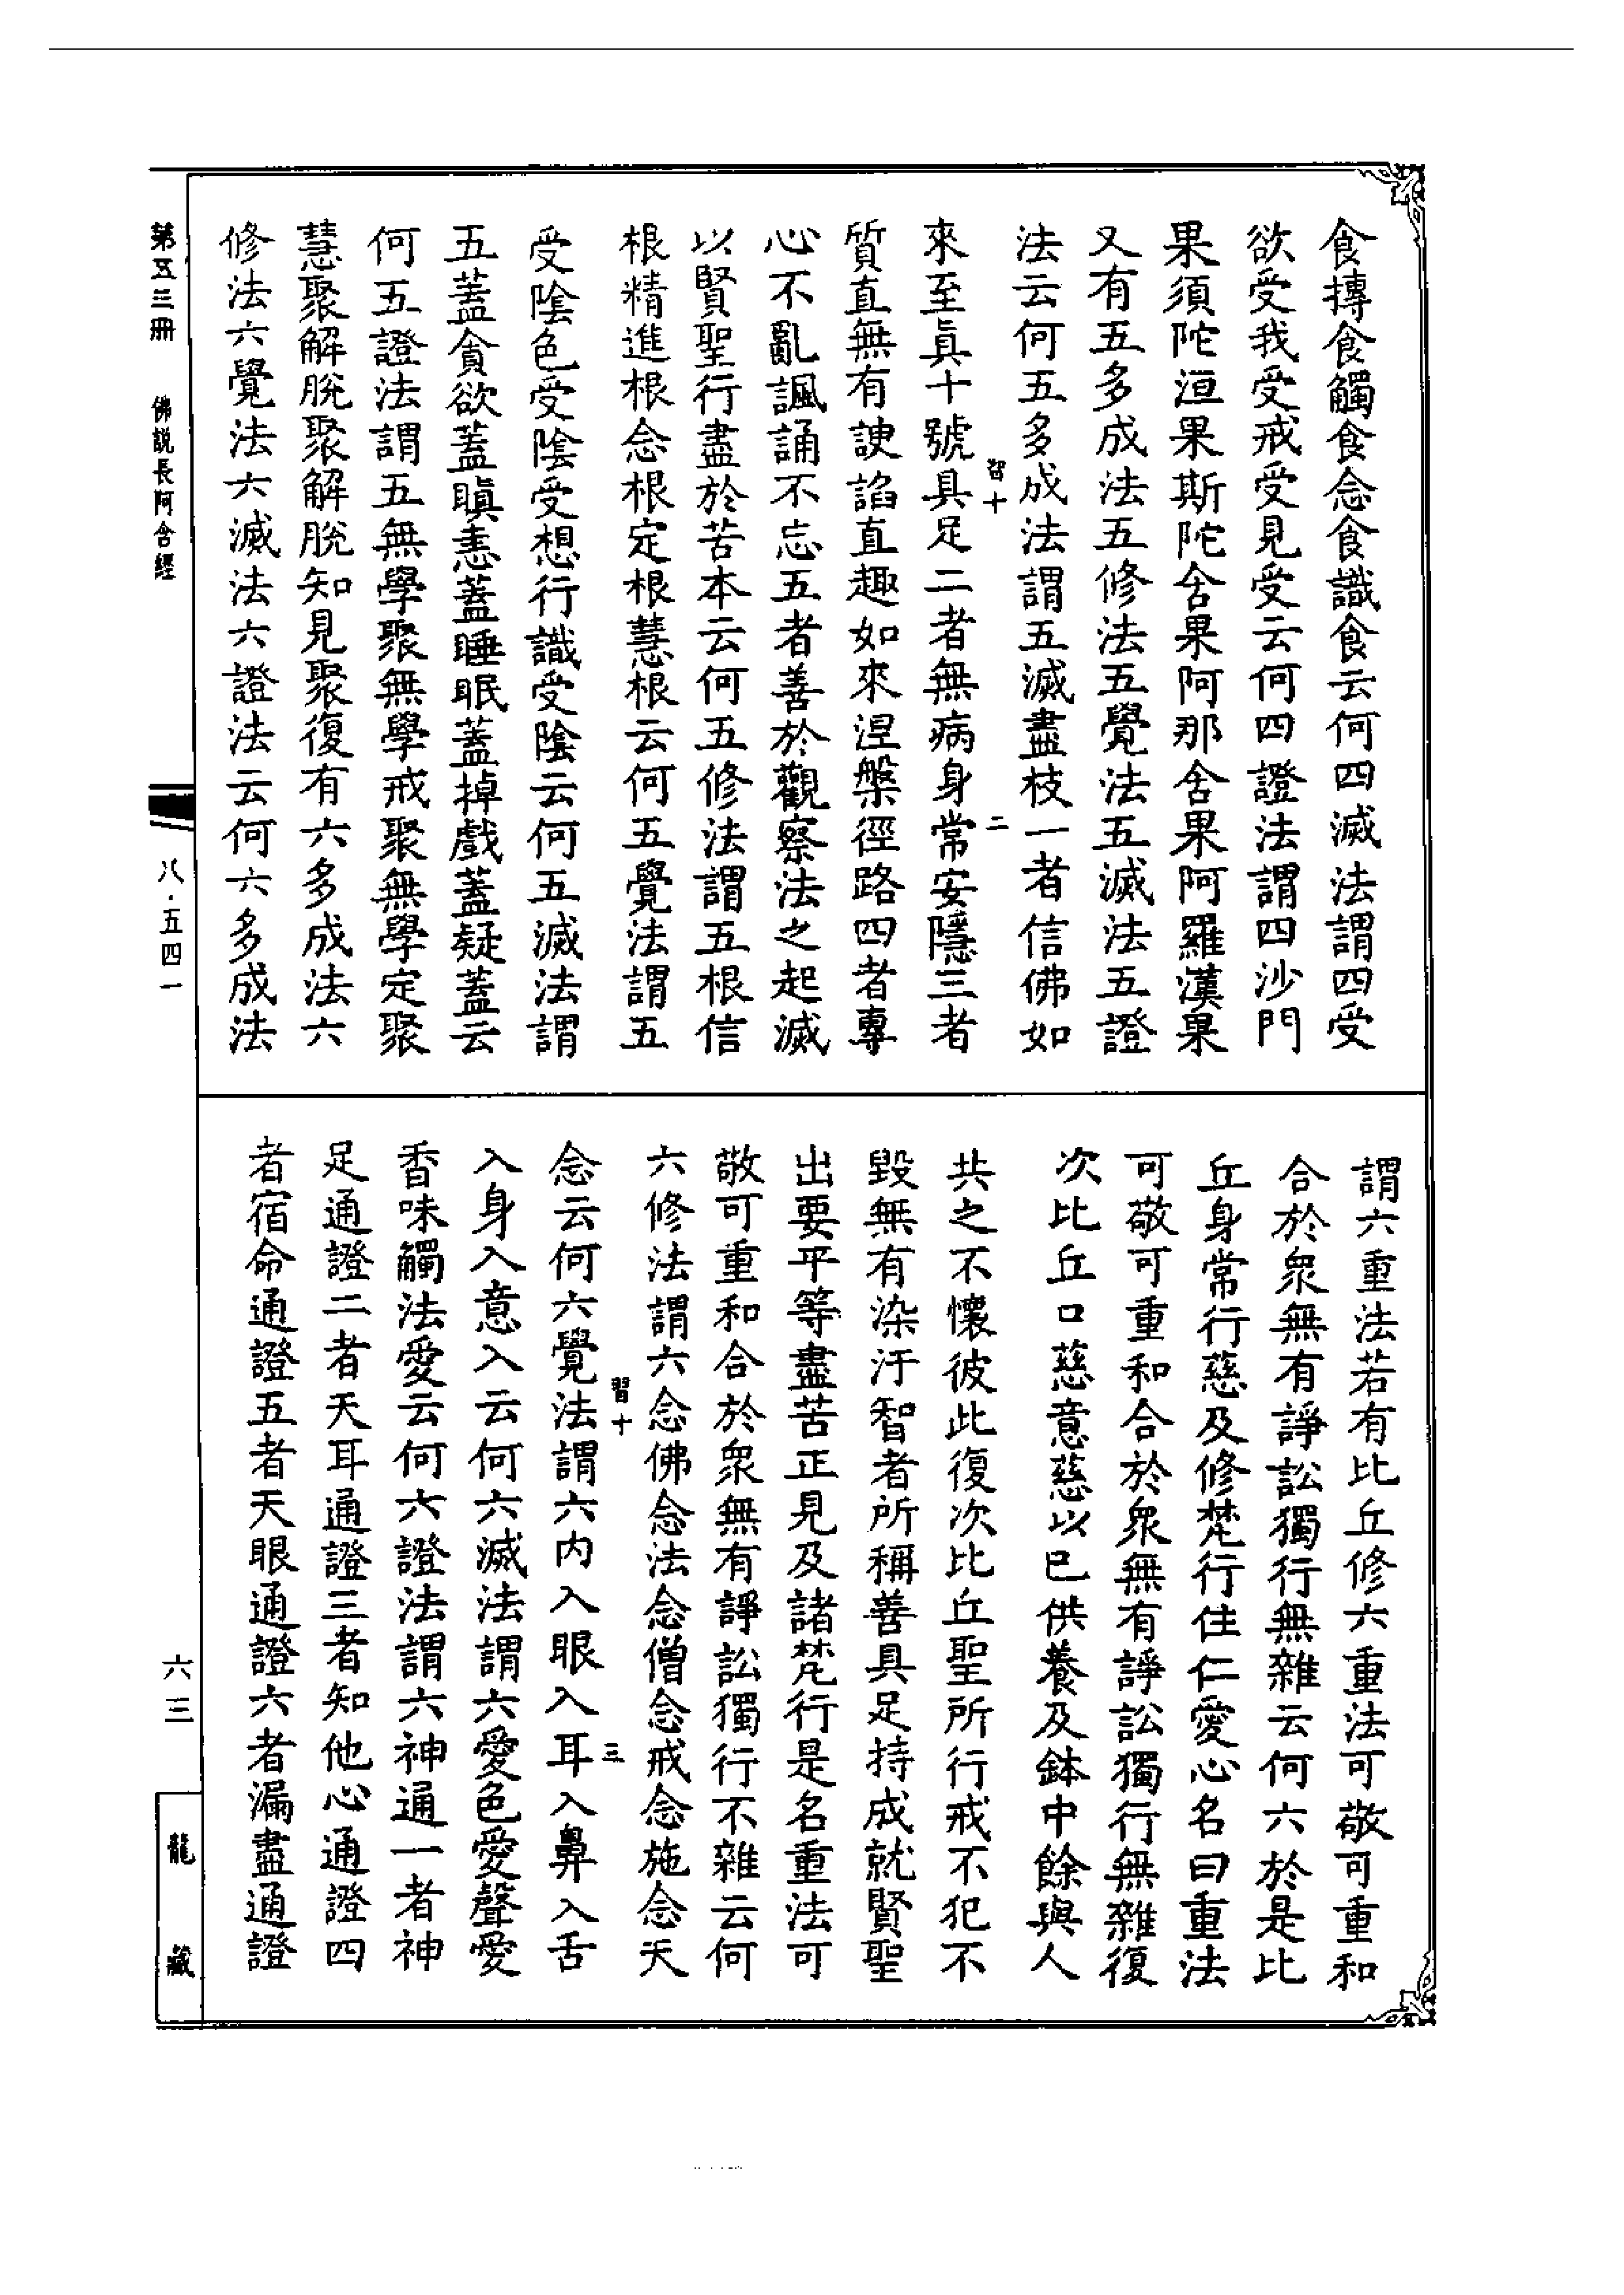 食摶食觸食念食識食云何四滅法謂四受
欲受我受戒受見受云何四證法謂四沙門
果須陀洹果斯陀含果阿那含果阿羅漢果
又有五多成法五修法五覺法五滅法五證
法云何五多成法謂五滅盡枝一者信佛如
習十
二
來至真十號具足二者無病身常安隱三者
質直無有諛諂直趣如來涅槃徑路四者專
心不亂諷誦不忘五者善於觀察法之起滅
以賢聖行盡於苦本云何五修法謂五根信
根精進根念根定根慧根云何五覺法謂五
受陰色受陰受想行識受陰云何五滅法謂
五蓋貪欲蓋瞋恚蓋睡眠蓋掉戲蓋疑蓋云
何五證法謂五無學聚無學戒聚無學定聚
慧聚解脫聚解脫知見聚復有六多成法六
修法六覺法六滅法六證法云何六多成法
謂六重法若有比丘修六重法可敬可重和
合於眾無有諍訟獨行無雜云何六於是比
丘身常行慈及修梵行住仁愛心名曰重法
可敬可重和合於眾無有諍訟獨行無雜復
次比丘口慈意慈以己供養及鉢中餘與人
共之不懷彼此復次比丘聖所行戒不犯不
毀無有染汙智者所稱善具足持成就賢聖
出要平等盡苦正見及諸梵行是名重法可
敬可重和合於眾無有諍訟獨行不雜云何
六修法謂六念佛念法念僧念戒念施念天
習十
三
念云何六覺法謂六內入眼入耳入鼻入舌
入身入意入云何六滅法謂六愛色愛聲愛
香味觸法愛云何六證法謂六神通一者神
足通證二者天耳通證三者知他心通證四
者宿命通證五者天眼通證六者漏盡通證
第五三冊　佛說長阿含經
八·五四一
六三
龍藏